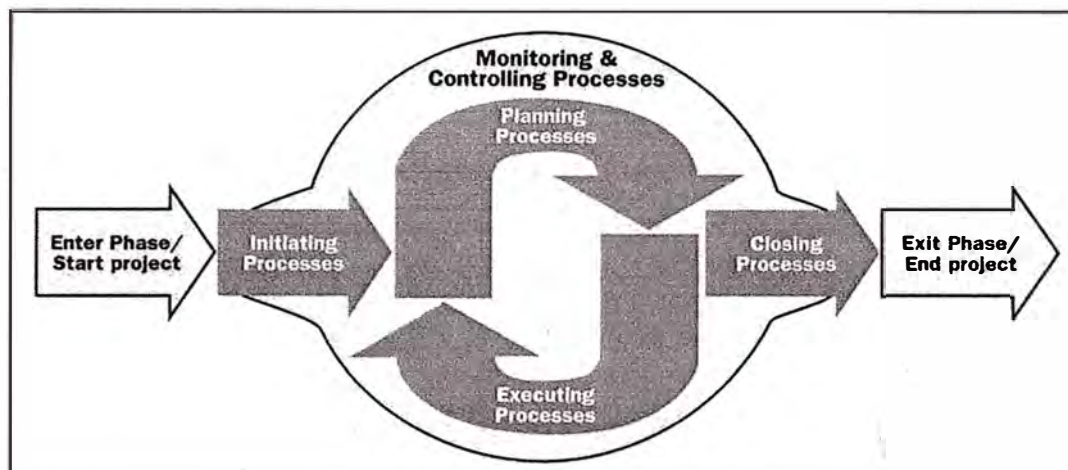 Monitoring &
Controlling Processes
Planning
Processes
Enter Phase/
Start project
Initiating
Processes
Closing
Processes
Exit Phase/
End project
Executing
Processes